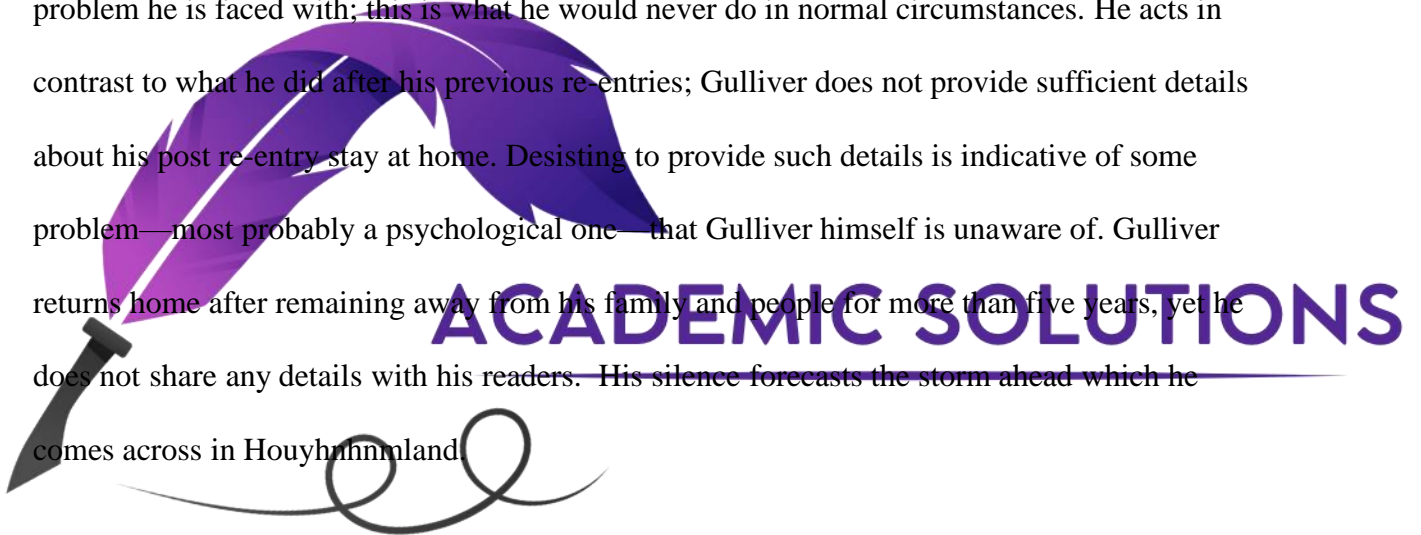 problem he is faced with; this is what he would never do in normal circumstances. He acts in
contrast to what he did after his previous re-entries; Gulliver does not provide sufficient details
about his post re-entry stay at home. Desisting to provide such details is indicative of some
problem—most probably a psychological one—that Gulliver himself is unaware of. Gulliver
returns home after remaining away from his family and people for more than five years, yet he
ACADEMIC SOLUTIONS
does not share any details with his readers.  His silence forecasts the storm ahead which he
comes across in Houyhnhnmland.